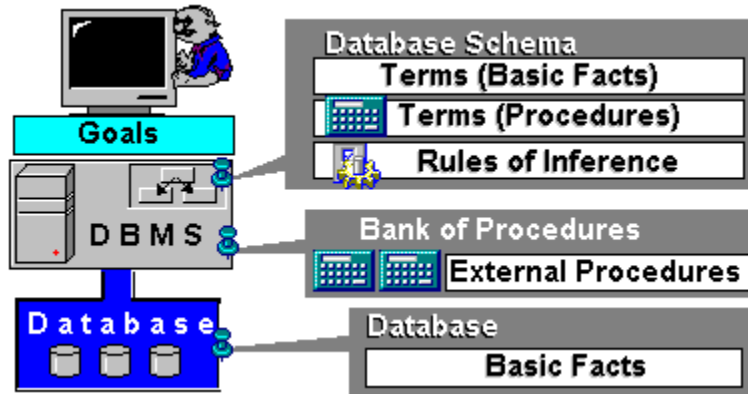 Database Schema
Terms (Basic Facts)
Terms (Procedures)
Goals
Rules of Inference
DBMS
Bank of Procedures
External Procedures
Database
Database
Basic Facts